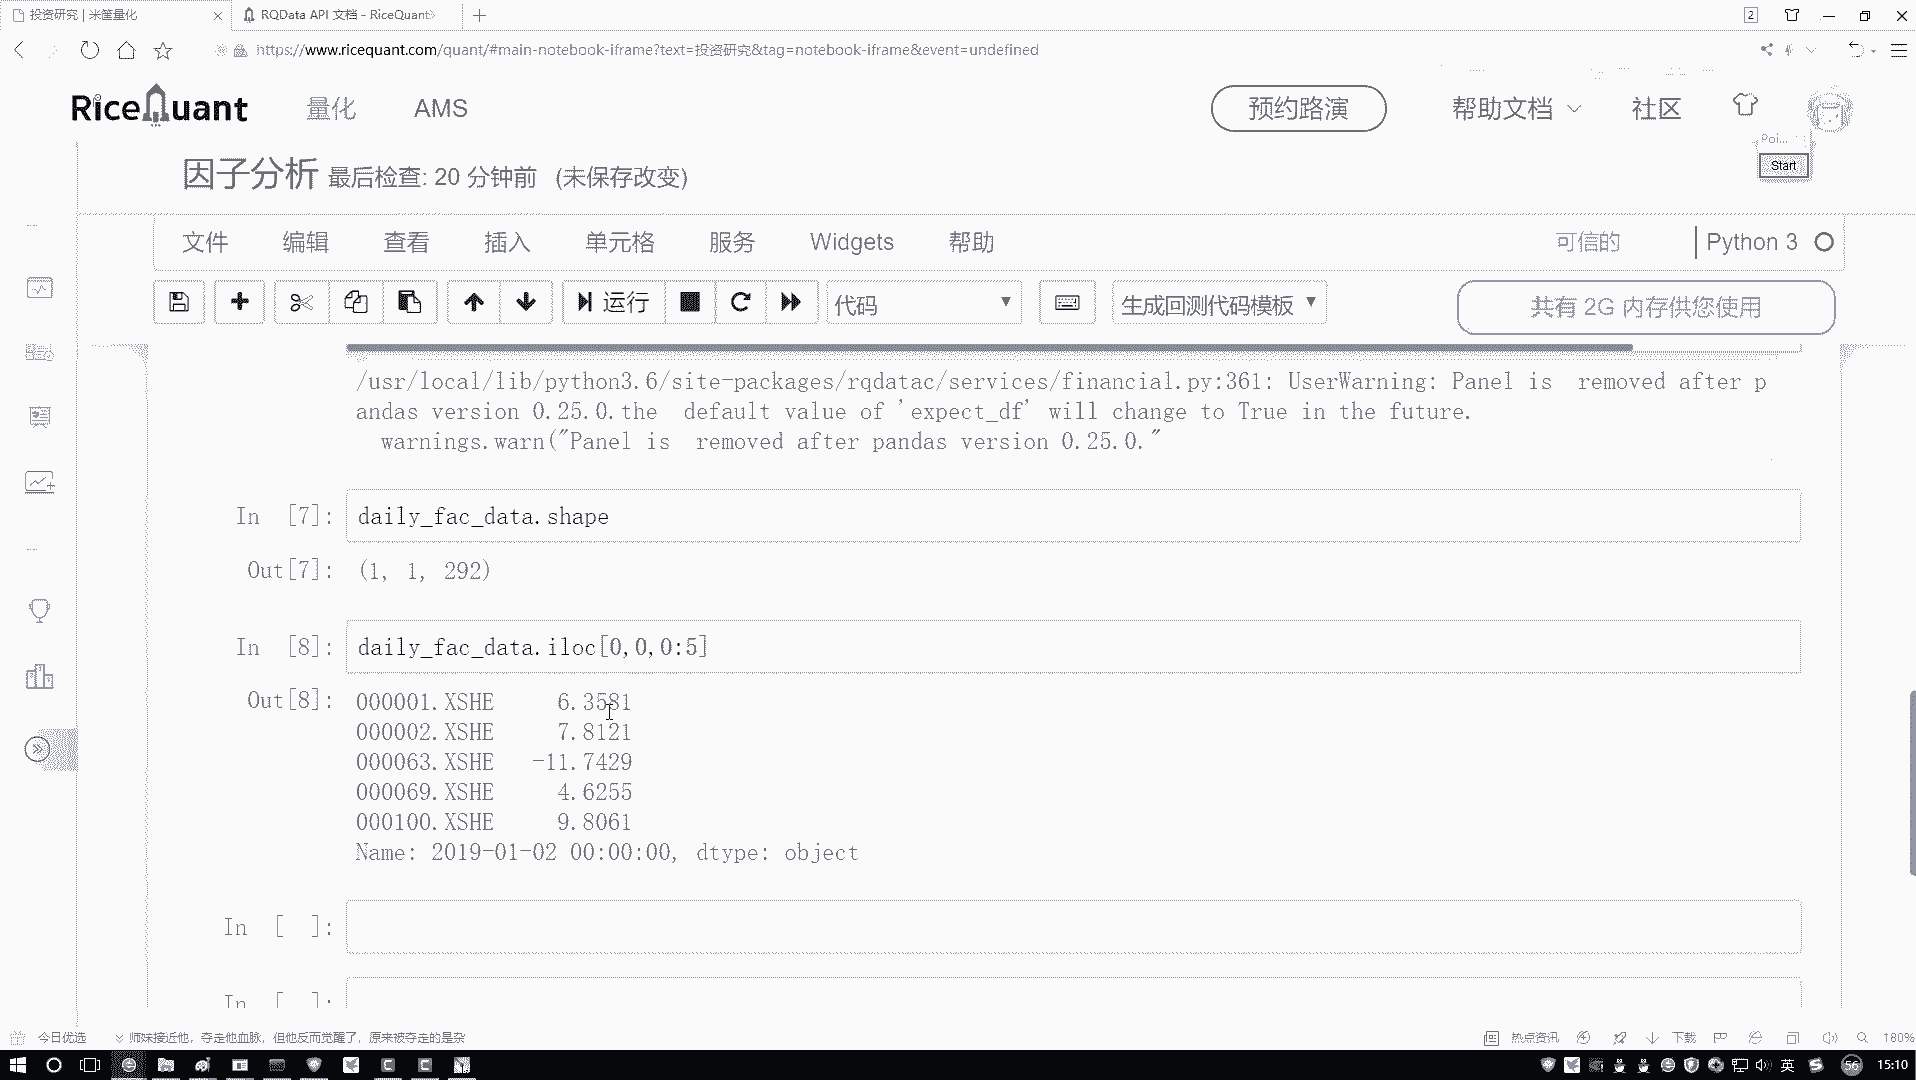 投资研究 | 米筐量化
RQData API 文档 - RiceQuant
2
https://www.ricequant.com/quant/#main-notebook-iframe?text=投资研究&tag=notebook-iframe&event=undefined
RiceQuant
量化
AMS
预约路演
帮助文档
社区
Poi...
Start
因子分析 最后检查: 20 分钟前 (未保存改变)
文件 编辑 查看 插入 单元格 服务 Widgets 帮助
可信的
Python 3
运行
代码
生成回测代码模板
共有 2G 内存供您使用
/usr/local/lib/python3.6/site-packages/rqdatac/services/financial.py:361: UserWarning: Panel is  removed after p
andas version 0.25.0.the  default value of 'expect_df' will change to True in the future.
  warnings.warn("Panel is  removed after pandas version 0.25.0."
In [7]: daily_fac_data.shape
Out[7]: (1, 1, 292)
In [8]: daily_fac_data.iloc[0,0,0:5]
Out[8]: 000001.XSHE 6.3581
000002.XSHE 7.8121
000063.XSHE -11.7429
000069.XSHE 4.6255
000100.XSHE 9.8061
Name: 2019-01-02 00:00:00, dtype: object
In [ ]:
In [ ]:
今日优选
师妹接近他，夺走他血脉，但他反而觉醒了，原来被夺走的是杂
热点资讯
下载
180%
英
56
15:10